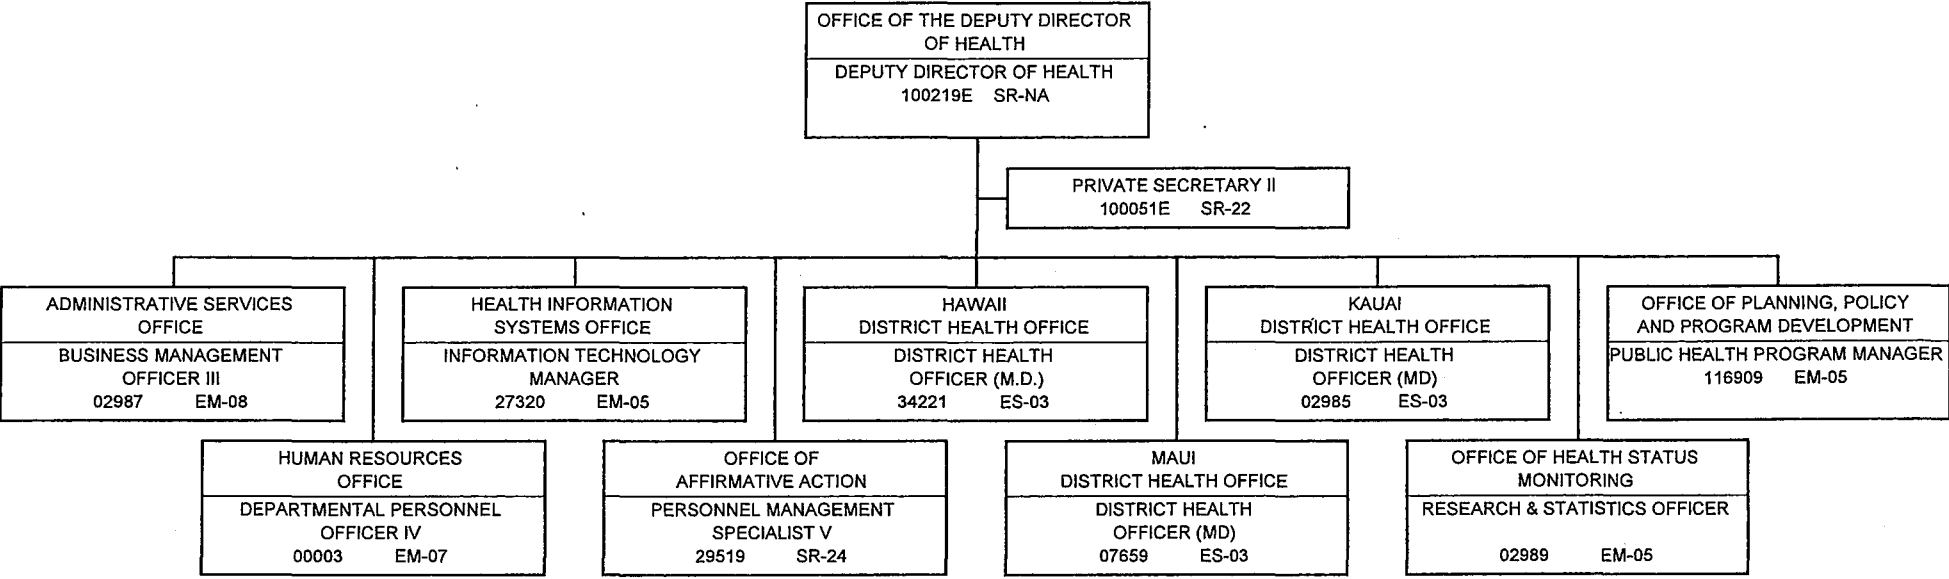 OFFICE OF THE DEPUTY DIRECTOR
OF HEALTH
DEPUTY DIRECTOR OF HEALTH
100219E SR-NA
PRIVATE SECRETARY II
100051E SR-22
ADMINISTRATIVE SERVICES
OFFICE
BUSINESS MANAGEMENT
OFFICER III
02987 EM-08
HEALTH INFORMATION
SYSTEMS OFFICE
INFORMATION TECHNOLOGY
MANAGER
27320 EM-05
HAWAII
DISTRICT HEALTH OFFICE
DISTRICT HEALTH
OFFICER (M.D.)
34221 ES-03
KAUAI
DISTRICT HEALTH OFFICE
DISTRICT HEALTH
OFFICER (MD)
02985 ES-03
OFFICE OF PLANNING, POLICY
AND PROGRAM DEVELOPMENT
PUBLIC HEALTH PROGRAM MANAGER
116909 EM-05
HUMAN RESOURCES
OFFICE
DEPARTMENTAL PERSONNEL
OFFICER IV
00003 EM-07
OFFICE OF
AFFIRMATIVE ACTION
PERSONNEL MANAGEMENT
SPECIALIST V
29519 SR-24
MAUI
DISTRICT HEALTH OFFICE
DISTRICT HEALTH
OFFICER (MD)
07659 ES-03
OFFICE OF HEALTH STATUS
MONITORING
RESEARCH & STATISTICS OFFICER
02989 EM-05